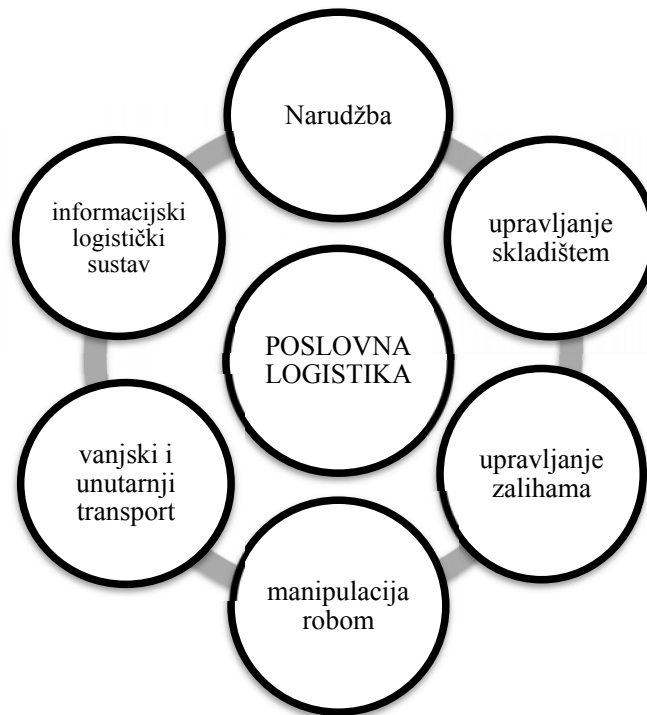 Narudžba
upravljanje
skladištem
upravljanje
zalihama
manipulacija
robom
vanjski i
unutarnji
transport
informacijski
logistički
sustav
POSLOVNA
LOGISTIKA